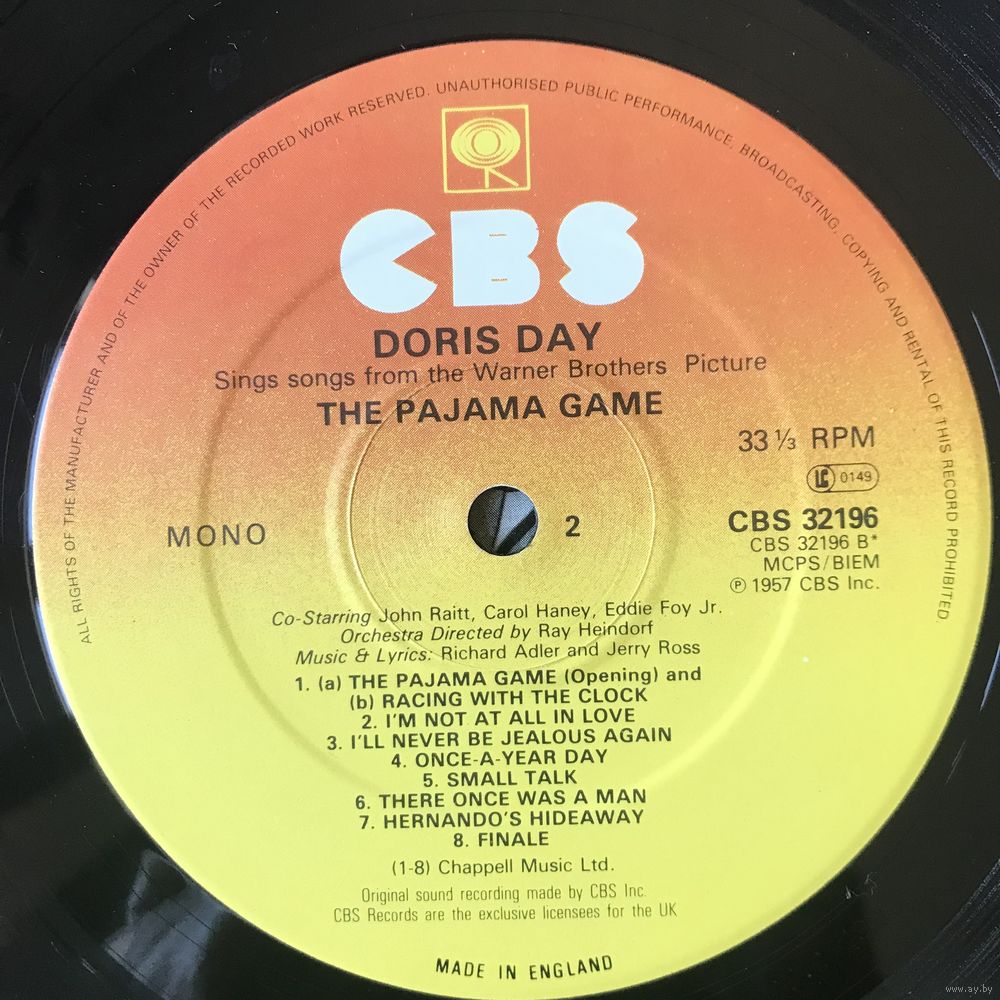 ALL RIGHTS OF THE MANUFACTURER AND OF THE OWNER OF THE RECORDED WORK RESERVED. UNAUTHORISED PUBLIC PERFORMANCE, BROADCASTING, COPYING AND RENTAL OF THIS RECORD PROHIBITED.
CBS
DORIS DAY
Sings songs from the Warner Brothers Picture
THE PAJAMA GAME
33 ⅓ RPM
LC 0149
MONO
2
CBS 32196
CBS 32196 B*
MCPS/BIEM
℗ 1957 CBS Inc.
Co-Starring John Raitt, Carol Haney, Eddie Foy Jr.
Orchestra Directed by Ray Heindorf
Music & Lyrics: Richard Adler and Jerry Ross
1. (a) THE PAJAMA GAME (Opening) and
(b) RACING WITH THE CLOCK
2. I'M NOT AT ALL IN LOVE
3. I'LL NEVER BE JEALOUS AGAIN
4. ONCE-A-YEAR DAY
5. SMALL TALK
6. THERE ONCE WAS A MAN
7. HERNANDO'S HIDEAWAY
8. FINALE
(1-8) Chappell Music Ltd.
Original sound recording made by CBS Inc.
CBS Records are the exclusive licensees for the UK
MADE IN ENGLAND
www.ay.by